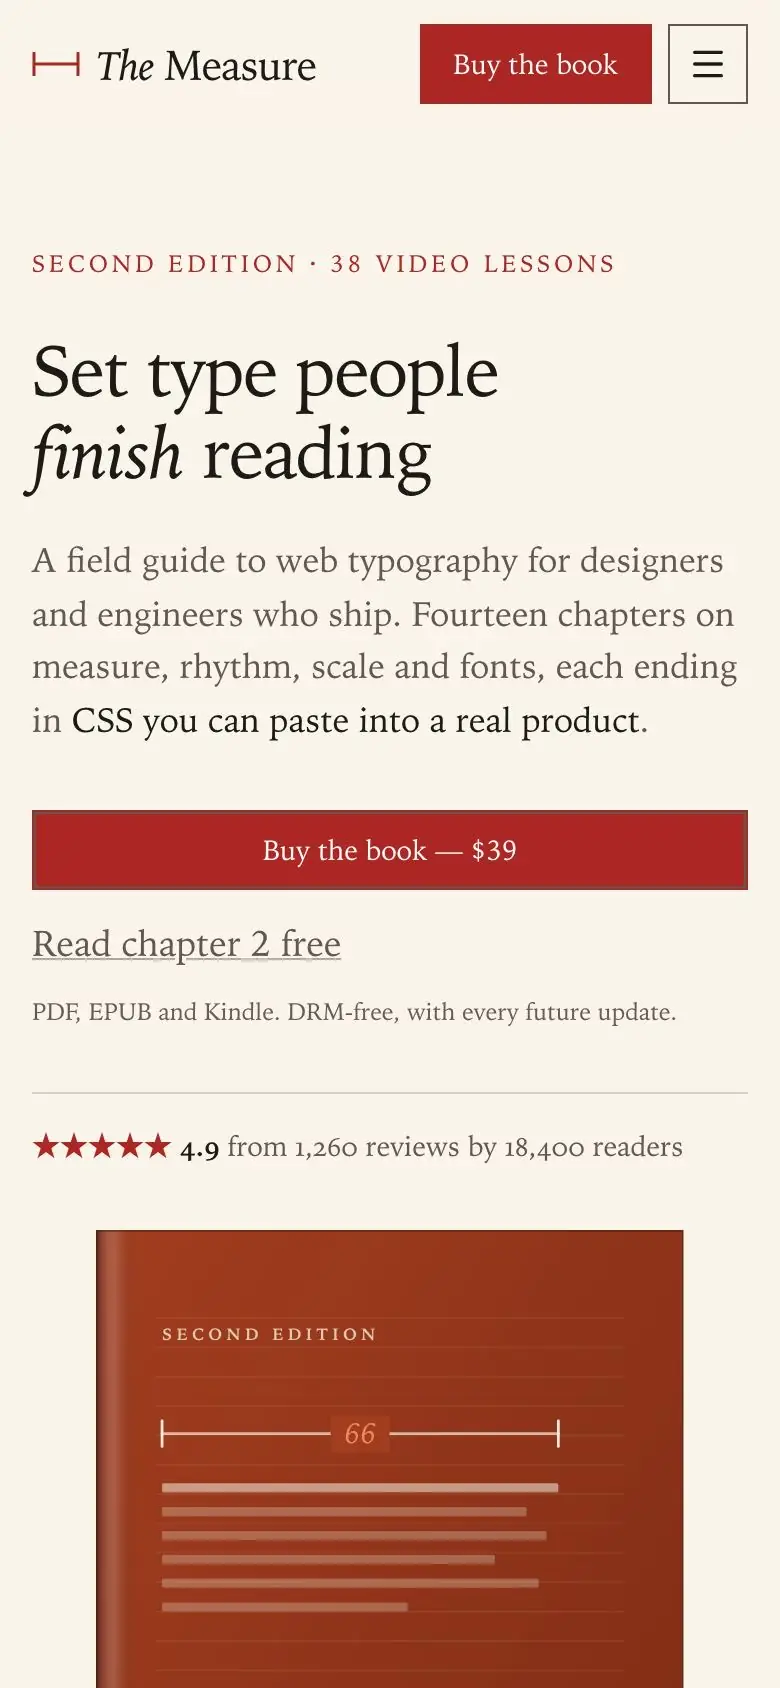 The Measure
Buy the book
SECOND EDITION · 38 VIDEO LESSONS
Set type people
finish reading
A field guide to web typography for designers
and engineers who ship. Fourteen chapters on
measure, rhythm, scale and fonts, each ending
in CSS you can paste into a real product.
Buy the book — $39
Read chapter 2 free
PDF, EPUB and Kindle. DRM-free, with every future update.
★★★★★ 4.9 from 1,260 reviews by 18,400 readers
SECOND EDITION
66